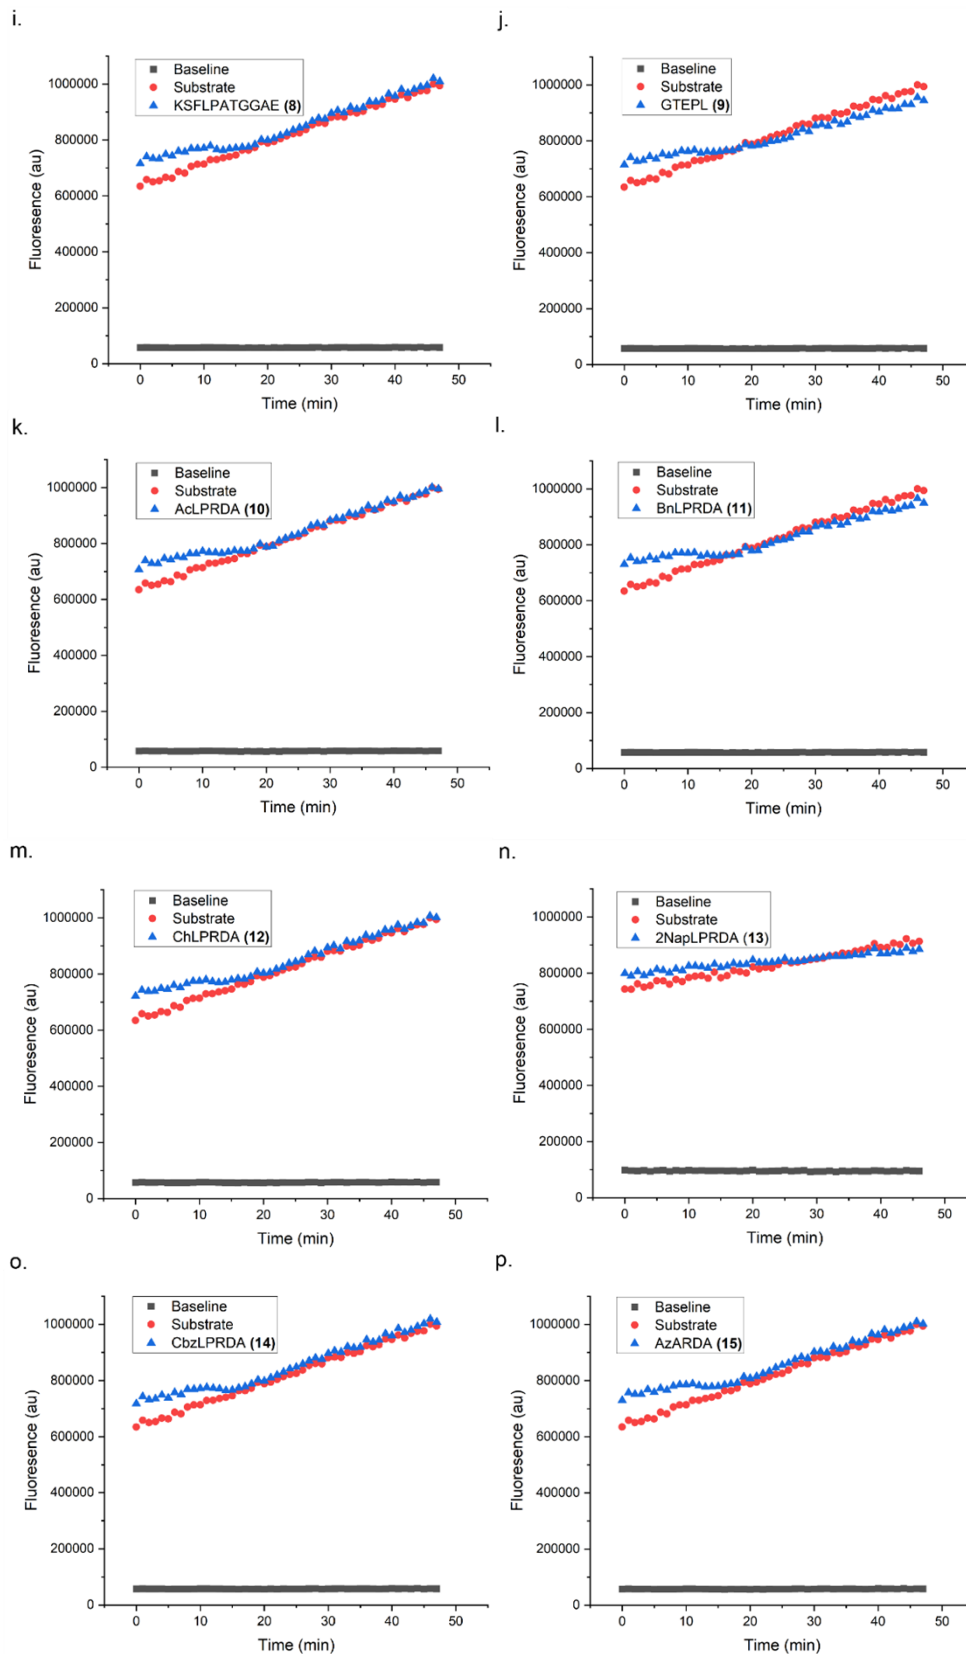 i.
Baseline
Substrate
KSFLPATGGAE (8)
Fluoresence (au)
1000000
800000
600000
400000
200000
0
0 10 20 30 40 50
Time (min)
j.
Baseline
Substrate
GTEPL (9)
Fluoresence (au)
1000000
800000
600000
400000
200000
0
0 10 20 30 40 50
Time (min)
k.
Baseline
Substrate
AcLPRDA (10)
Fluoresence (au)
1000000
800000
600000
400000
200000
0
0 10 20 30 40 50
Time (min)
l.
Baseline
Substrate
BnLPRDA (11)
Fluoresence (au)
1000000
800000
600000
400000
200000
0
0 10 20 30 40 50
Time (min)
m.
Baseline
Substrate
ChLPRDA (12)
Fluoresence (au)
1000000
800000
600000
400000
200000
0
0 10 20 30 40 50
Time (min)
n.
Baseline
Substrate
2NapLPRDA (13)
Fluoresence (au)
1000000
800000
600000
400000
200000
0
0 10 20 30 40 50
Time (min)
o.
Baseline
Substrate
CbzLPRDA (14)
Fluoresence (au)
1000000
800000
600000
400000
200000
0
0 10 20 30 40 50
Time (min)
p.
Baseline
Substrate
AzARDA (15)
Fluoresence (au)
1000000
800000
600000
400000
200000
0
0 10 20 30 40 50
Time (min)